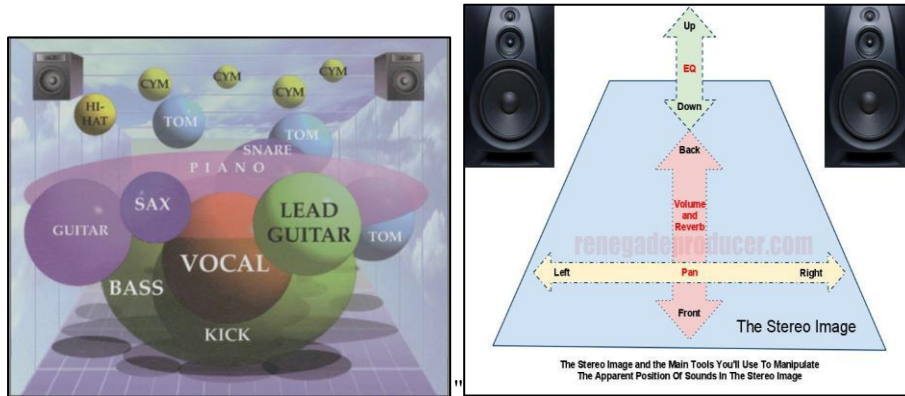 CYM
CYM
CYM
CYM
HI-
HAT
TOM
TOM
SNARE
PIANO
GUITAR
SAX
LEAD
GUITAR
TOM
VOCAL
BASS
KICK
"
Up
EQ
Down
Back
Volume
and
Reverb
renegadeproducer.com
Left
Pan
Right
Front
The Stereo Image
The Stereo Image and the Main Tools You'll Use To Manipulate
The Apparent Position Of Sounds In The Stereo Image